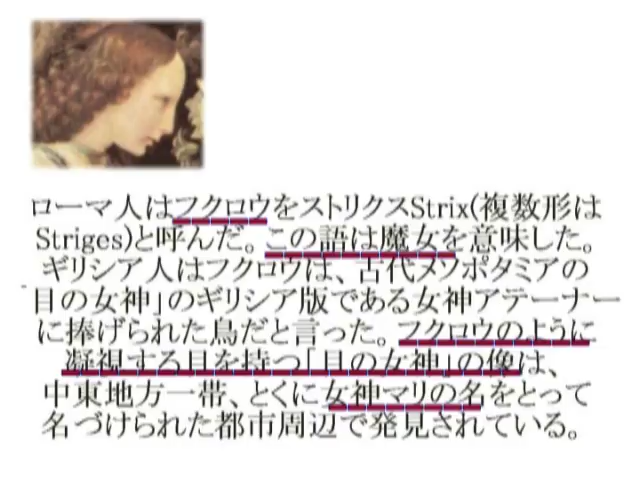 ローマ人はフクロウをストリクスStrix(複数形は
Striges)と呼んだ。この語は魔女を意味した。
ギリシア人はフクロウは、古代メソポタミアの
目の女神」のギリシア版である女神アテーナー
に捧げられた鳥だと言った。フクロウのように
凝視する目を持つ「目の女神」の像は、
中東地方一帯、とくに女神マリの名をとって
名づけられた都市周辺で発見されている。